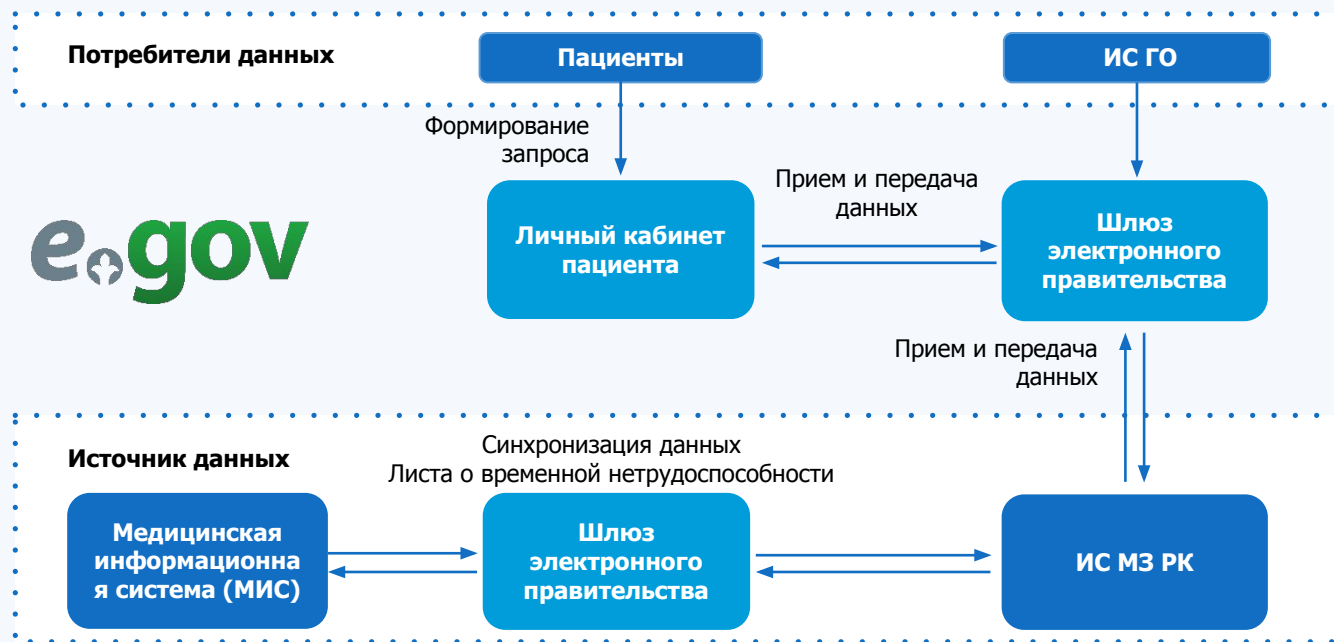 Потребители данных
Пациенты
ИС ГО
Формирование
запроса
Прием и передача
данных
Личный кабинет
пациента
Шлюз
электронного
правительства
e.gov
Прием и передача
данных
Источник данных
Синхронизация данных
Листа о временной нетрудоспособности
Медицинская
информационна
я система (МИС)
Шлюз
электронного
правительства
ИС МЗ РК